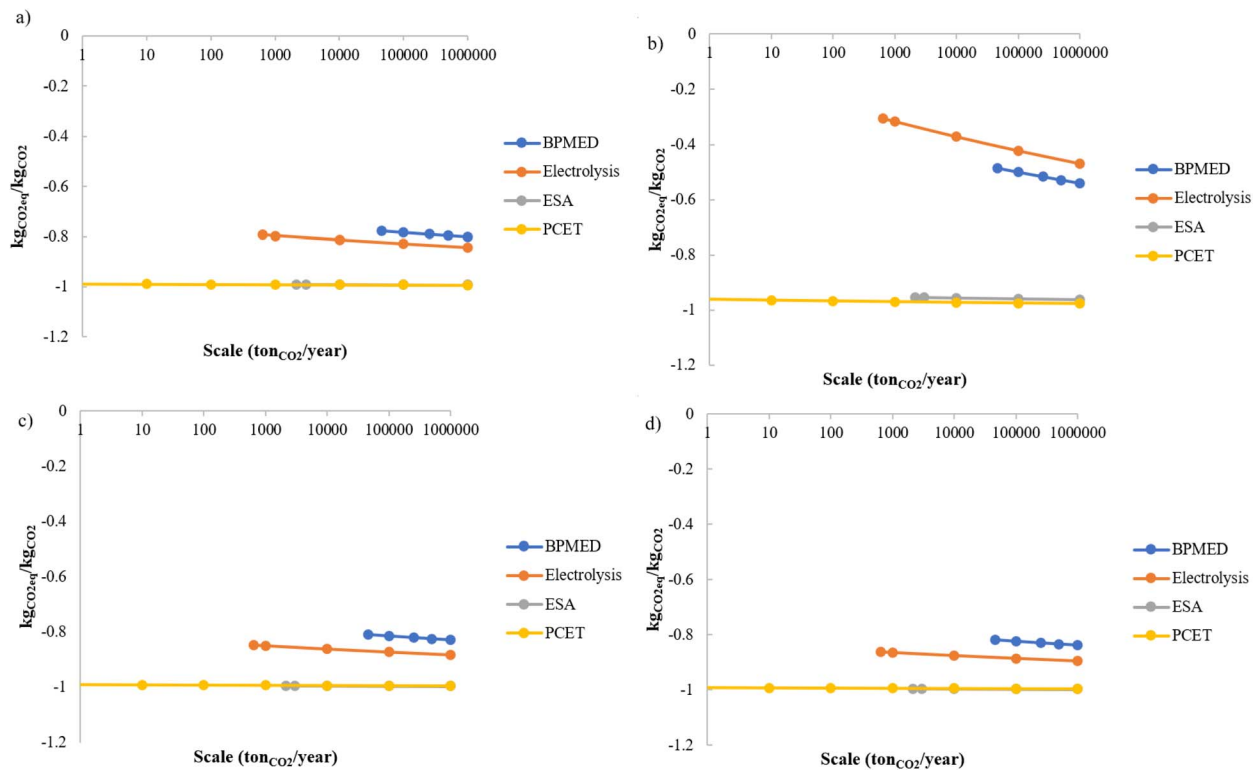 a)
0
1 10 100 1000 10000 100000 1000000
-0.2
-0.4
-0.6
-0.8
-1
-1.2
kgCO2eq/kgCO2
Scale (tonCO2/year)
BPMED
Electrolysis
ESA
PCET
b)
0
1 10 100 1000 10000 100000 1000000
-0.2
-0.4
-0.6
-0.8
-1
-1.2
kgCO2eq/kgCO2
Scale (tonCO2/year)
BPMED
Electrolysis
ESA
PCET
c)
0
1 10 100 1000 10000 100000 1000000
-0.2
-0.4
-0.6
-0.8
-1
-1.2
kgCO2eq/kgCO2
Scale (tonCO2/year)
BPMED
Electrolysis
ESA
PCET
d)
0
1 10 100 1000 10000 100000 1000000
-0.2
-0.4
-0.6
-0.8
-1
-1.2
kgCO2eq/kgCO2
Scale (tonCO2/year)
BPMED
Electrolysis
ESA
PCET